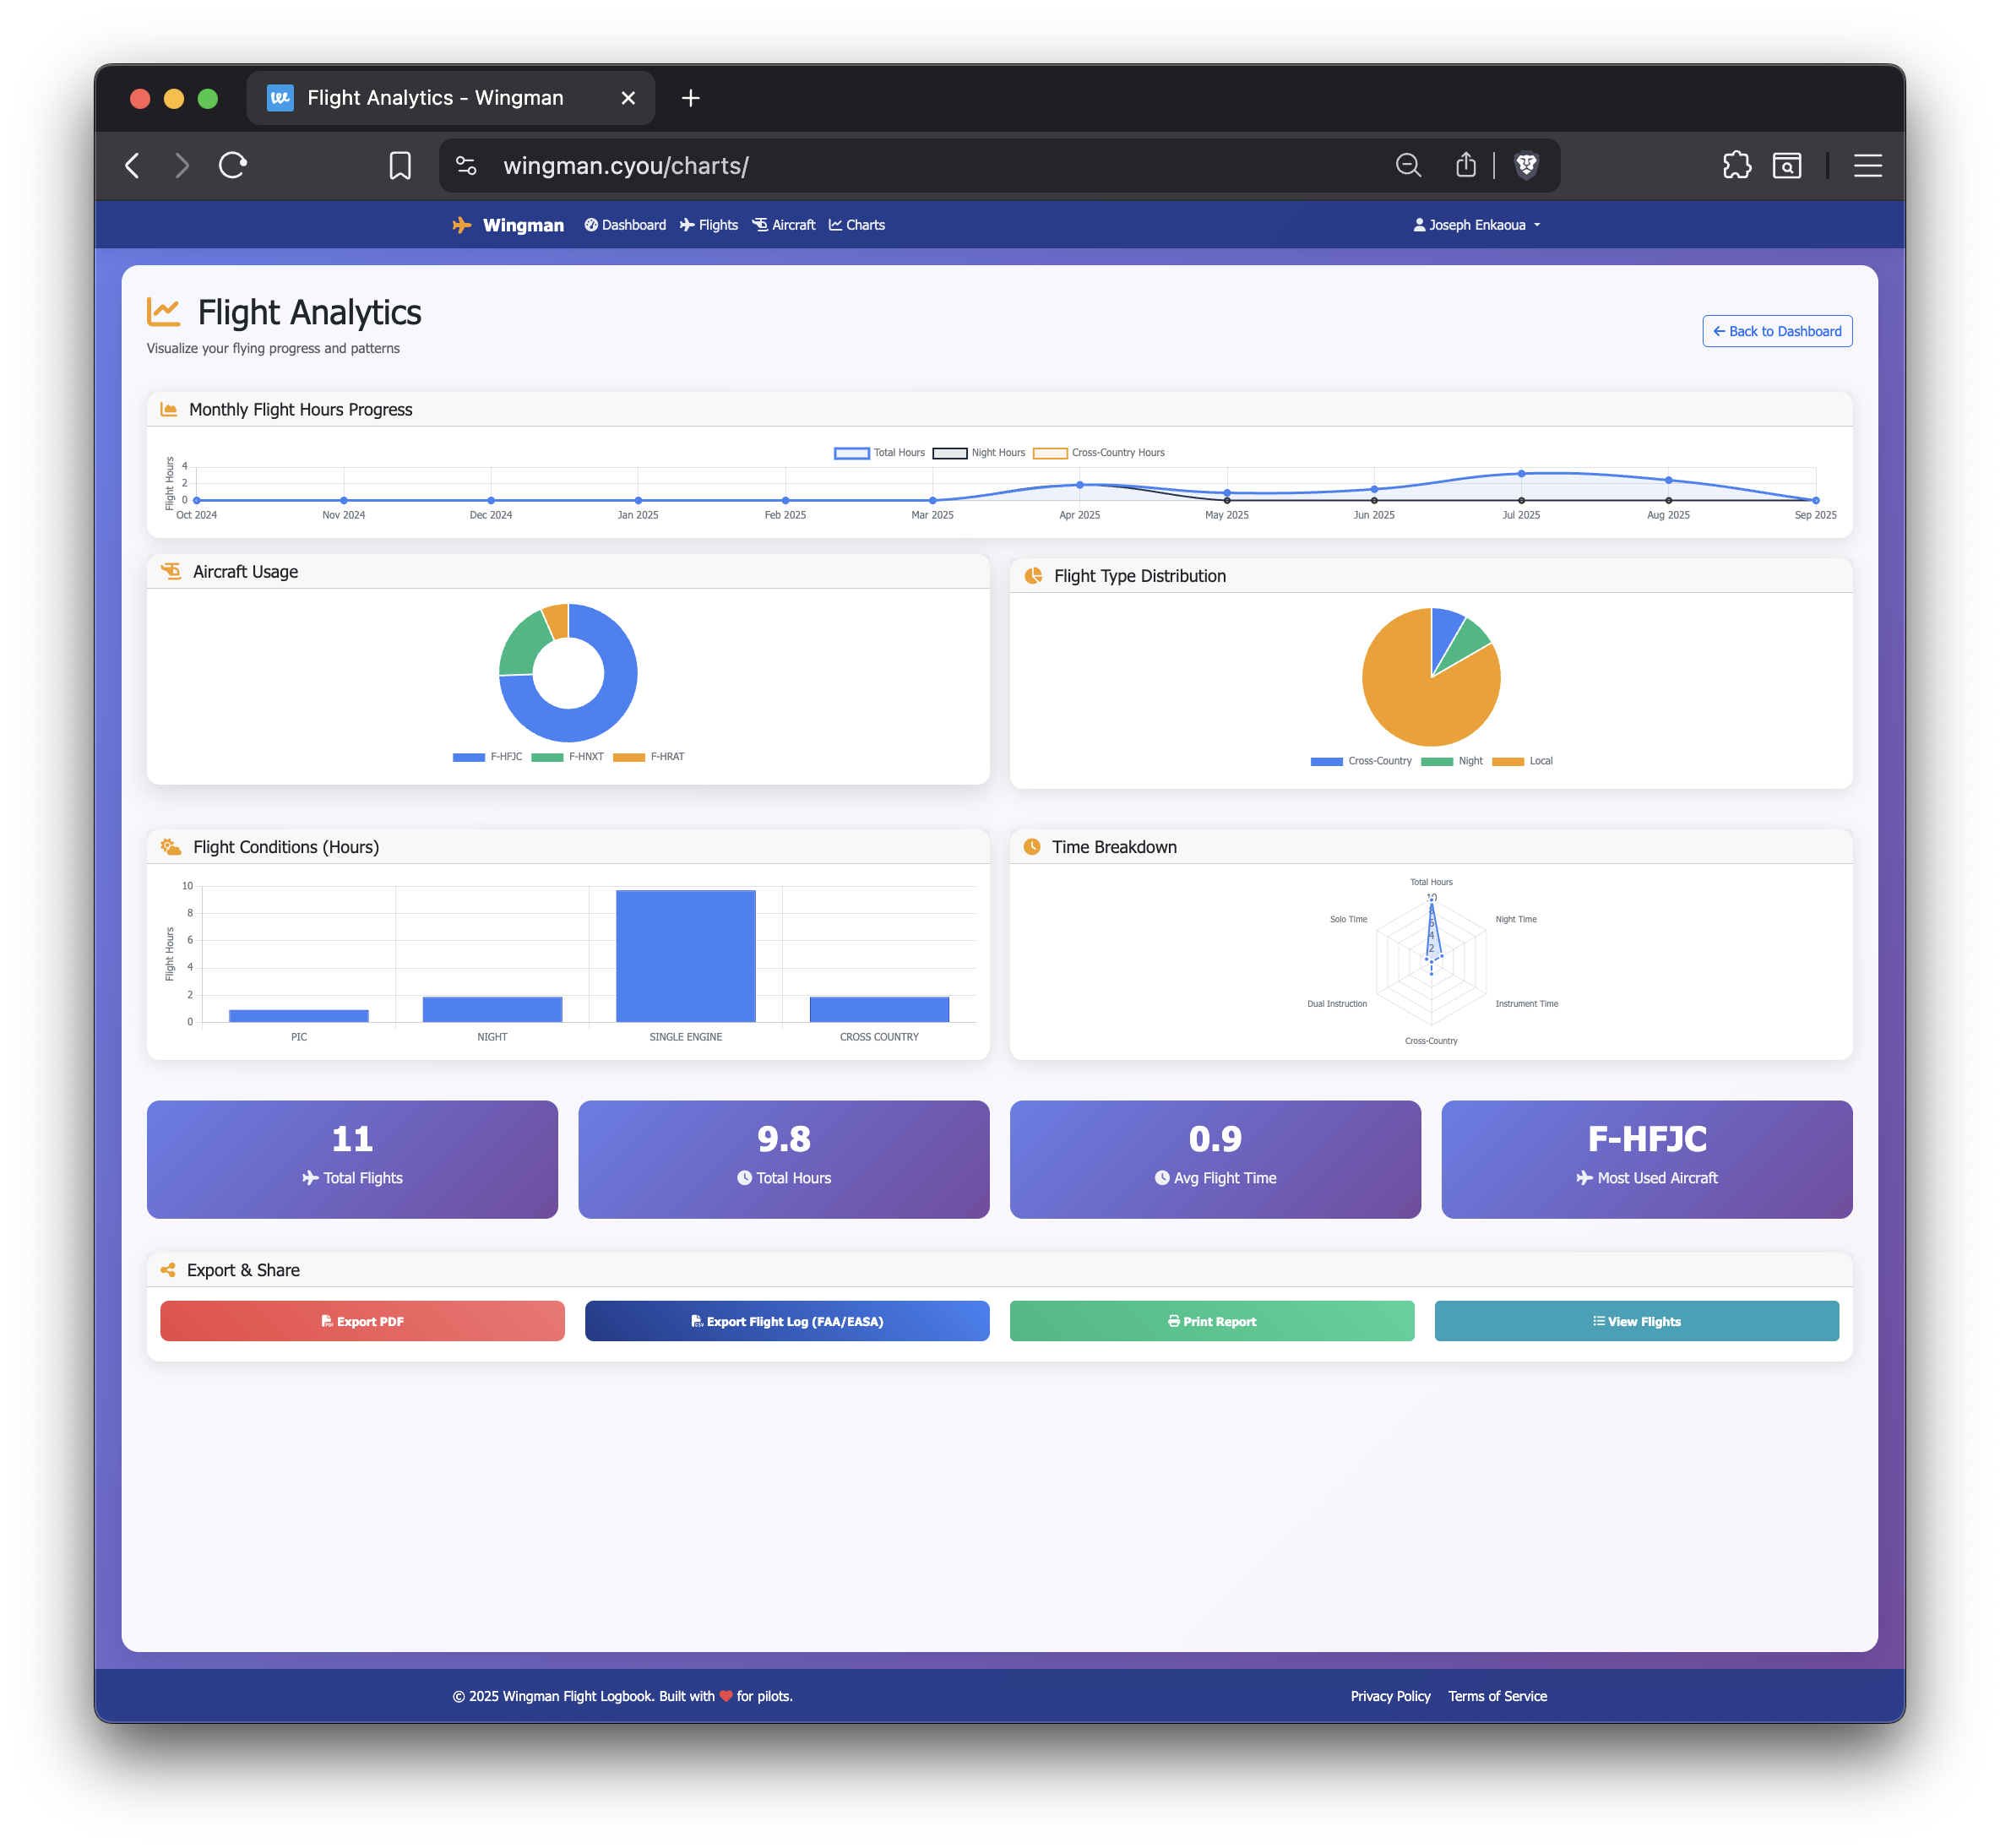 Flight Analytics - Wingman
wingman.cyou/charts/
Wingman Dashboard Flights Aircraft Charts Joseph Enkaoua
Flight Analytics
Visualize your flying progress and patterns
Back to Dashboard
Monthly Flight Hours Progress
Total Hours Night Hours Cross-Country Hours
Flight Hours
4
2
0
Oct 2024 Nov 2024 Dec 2024 Jan 2025 Feb 2025 Mar 2025 Apr 2025 May 2025 Jun 2025 Jul 2025 Aug 2025 Sep 2025
Aircraft Usage
F-HFJC F-HNXT F-HRAT
Flight Type Distribution
Cross-Country Night Local
Flight Conditions (Hours)
Flight Hours
10
8
6
4
2
0
PIC NIGHT SINGLE ENGINE CROSS COUNTRY
Time Breakdown
Total Hours
Solo Time Night Time
10
8
6
4
2
Dual Instruction Instrument Time
Cross-Country
11
Total Flights
9.8
Total Hours
0.9
Avg Flight Time
F-HFJC
Most Used Aircraft
Export & Share
Export PDF
Export Flight Log (FAA/EASA)
Print Report
View Flights
© 2025 Wingman Flight Logbook. Built with ❤ for pilots.
Privacy Policy Terms of Service